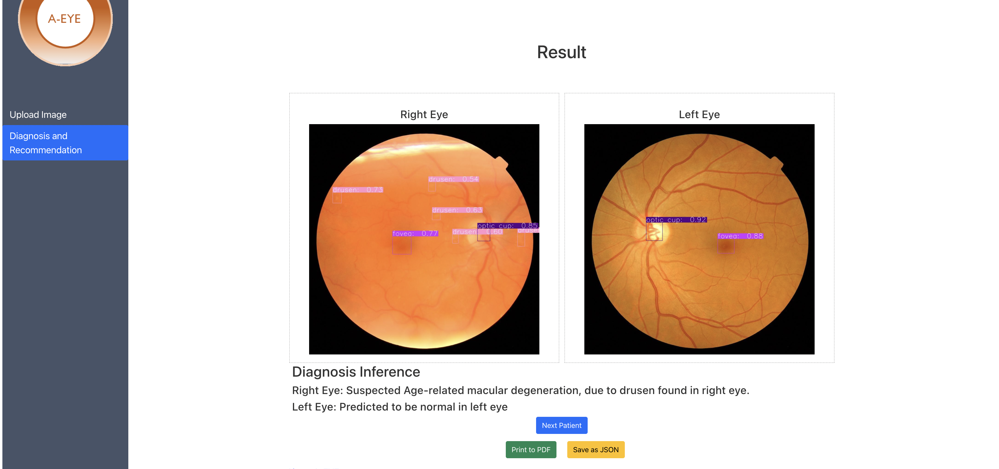 A-EYE
Upload Image
Diagnosis and
Recommendation
Result
Right Eye
Left Eye
drusen: 0.54
drusen: 0.73
drusen: 0.63
optic cup: 0.85
drusen: 0.60
fovea: 0.77
optic cup: 0.92
fovea: 0.88
Diagnosis Inference
Right Eye: Suspected Age-related macular degeneration, due to drusen found in right eye.
Left Eye: Predicted to be normal in left eye
Next Patient
Print to PDF
Save as JSON